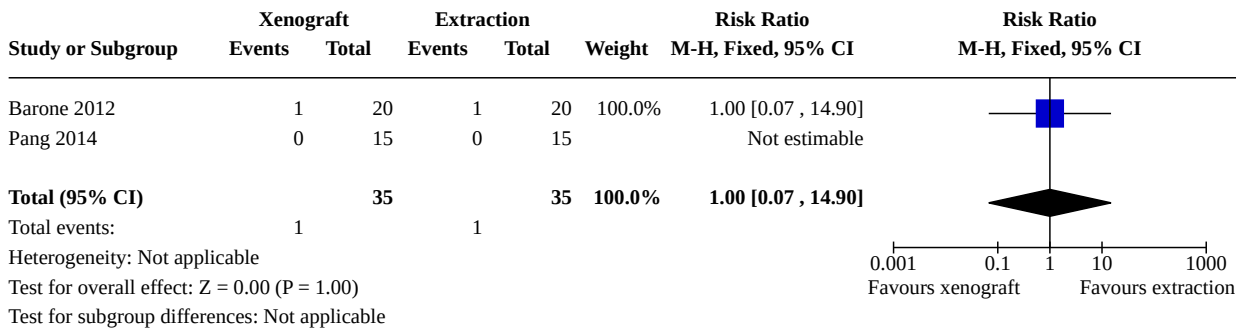 Xenograft Extraction Risk Ratio Risk Ratio
Study or Subgroup Events Total Events Total Weight M-H, Fixed, 95% CI M-H, Fixed, 95% CI
Barone 2012 1 20 1 20 100.0% 1.00 [0.07 , 14.90]
Pang 2014 0 15 0 15 Not estimable
Total (95% CI) 35 35 100.0% 1.00 [0.07 , 14.90]
Total events: 1 1
Heterogeneity: Not applicable
0.001 0.1 1 10 1000
Test for overall effect: Z = 0.00 (P = 1.00)
Favours xenograft Favours extraction
Test for subgroup differences: Not applicable